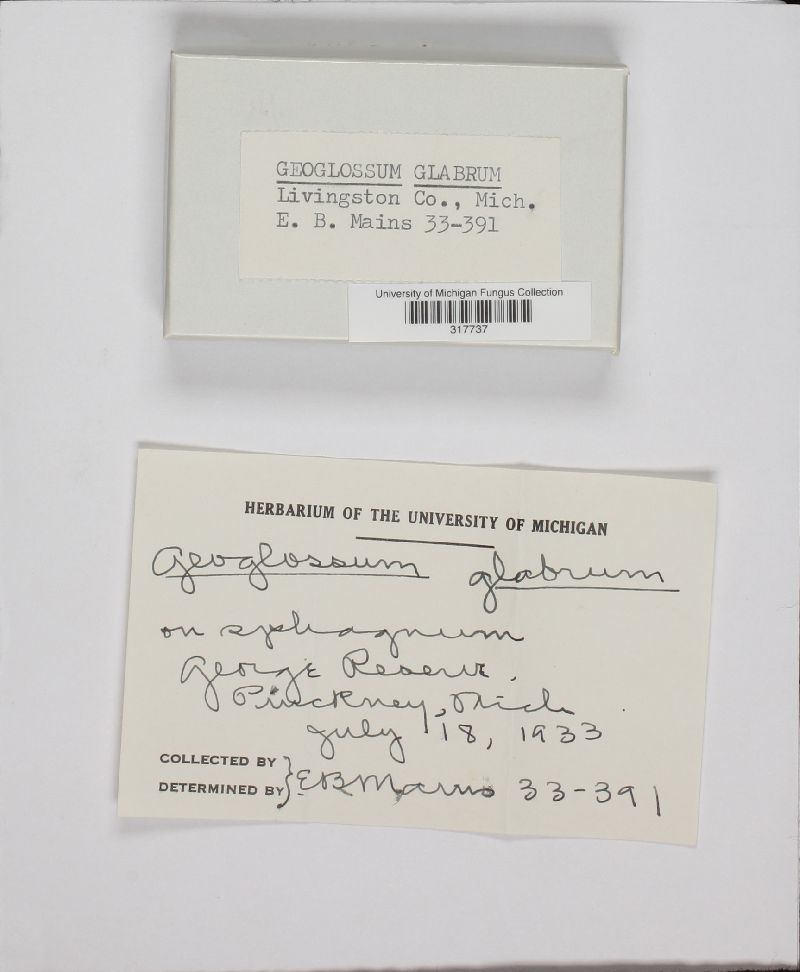 GEOGLOSSUM GLABRUM
Livingston Co., Mich.
E. B. Mains 33-391
University of Michigan Fungus Collection
317737
HERBARIUM OF THE UNIVERSITY OF MICHIGAN
Geoglossum glabrum
on sphagnum
George Reserve,
Pinckney, Mich
July 18, 1933
COLLECTED BY
DETERMINED BY } E B Mains 33-391